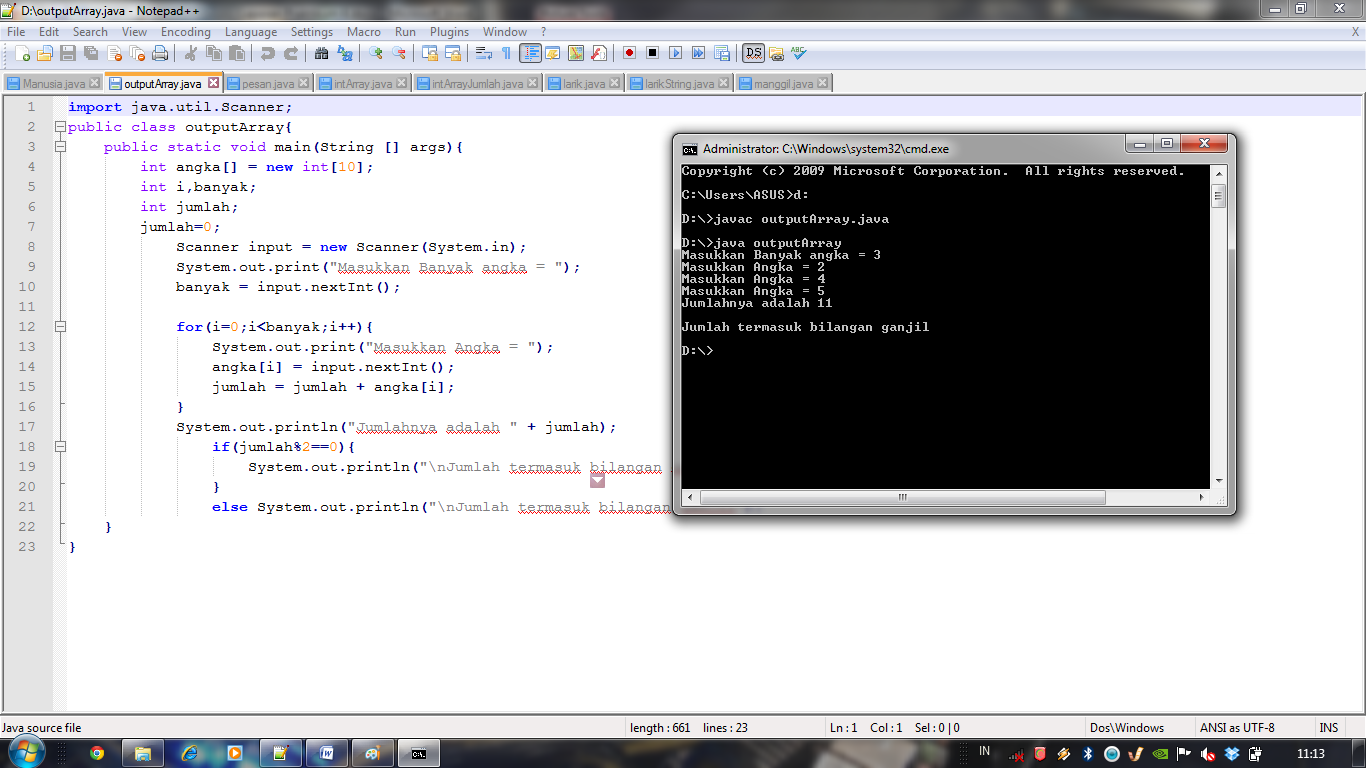 D:\outputArray.java - Notepad++
File Edit Search View Encoding Language Settings Macro Run Plugins Window ? X
Manusia.java outputArray.java pesan.java intArray.java intArrayJumlah.java larik.java larikString.java manggil.java
1 import java.util.Scanner;
2 public class outputArray{
3 public static void main(String [] args){
4 int angka[] = new int[10];
5 int i,banyak;
6 int jumlah;
7 jumlah=0;
8 Scanner input = new Scanner(System.in);
9 System.out.print("Masukkan Banyak angka = ");
10 banyak = input.nextInt();
11
12 for(i=0;i<banyak;i++){
13 System.out.print("Masukkan Angka = ");
14 angka[i] = input.nextInt();
15 jumlah = jumlah + angka[i];
16 }
17 System.out.println("Jumlahnya adalah " + jumlah);
18 if(jumlah%2==0){
19 System.out.println("\nJumlah termasuk bilangan
20 }
21 else System.out.println("\nJumlah termasuk bilangan
22 }
23 }
Administrator: C:\Windows\system32\cmd.exe
Copyright (c) 2009 Microsoft Corporation. All rights reserved.
C:\Users\ASUS>d:
D:\>javac outputArray.java
D:\>java outputArray
Masukkan Banyak angka = 3
Masukkan Angka = 2
Masukkan Angka = 4
Masukkan Angka = 5
Jumlahnya adalah 11
Jumlah termasuk bilangan ganjil
D:\>
Java source file length : 661 lines : 23 Ln : 1 Col : 1 Sel : 0 | 0 Dos\Windows ANSI as UTF-8 INS
IN 11:13